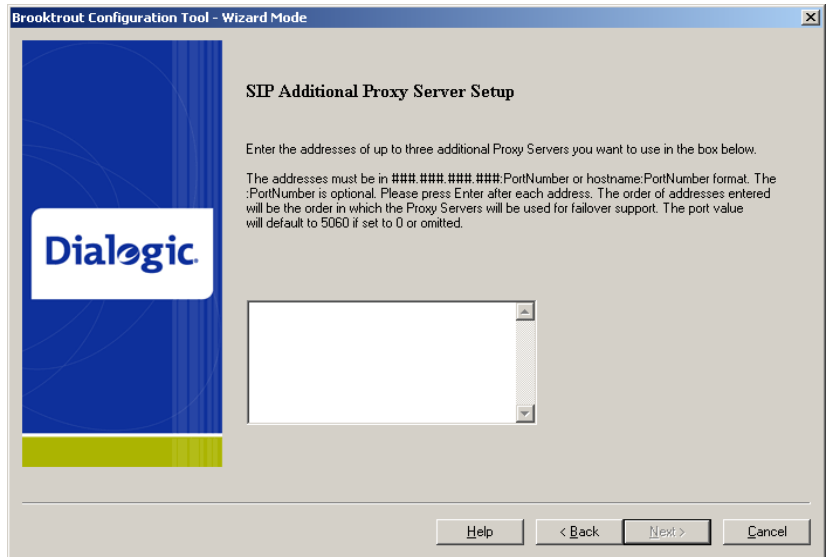 Brooktrout Configuration Tool - Wizard Mode
SIP Additional Proxy Server Setup
Enter the addresses of up to three additional Proxy Servers you want to use in the box below.
The addresses must be in ###.###.###.###:PortNumber or hostname:PortNumber format. The
:PortNumber is optional. Please press Enter after each address. The order of addresses entered
will be the order in which the Proxy Servers will be used for failover support. The port value
will default to 5060 if set to 0 or omitted.
Dialogic.
Help
< Back
Next >
Cancel